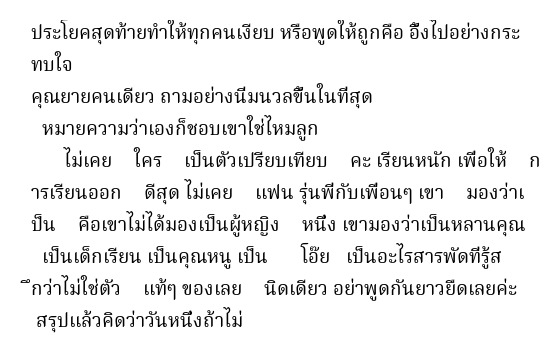 ประโยคสุดท้ายทำให้ทุกคนเงียบ หรือพูดให้ถูกคือ อึ้งไปอย่างกระ
ทบใจ
คุณยายคนเดียว ถามอย่างนิ่มนวลขึ้นในที่สุด
หมายความว่าเองก็ชอบเขาใช่ไหมลูก
ไม่เคย ใคร เป็นตัวเปรียบเทียบ คะ เรียนหนัก เพื่อให้ ก
ารเรียนออก ดีสุด ไม่เคย แฟน รุ่นพี่กับเพื่อนๆ เขา มองว่าเ
ป็น คือเขาไม่ได้มองเป็นผู้หญิง หนึ่ง เขามองว่าเป็นหลานคุณ
เป็นเด็กเรียน เป็นคุณหนู เป็น โอ๊ย เป็นอะไรสารพัดที่รู้ส
ึกว่าไม่ใช่ตัว แท้ๆ ของเลย นิดเดียว อย่าพูดกันยาวยืดเลยค่ะ
สรุปแล้วคิดว่าวันหนึ่งถ้าไม่